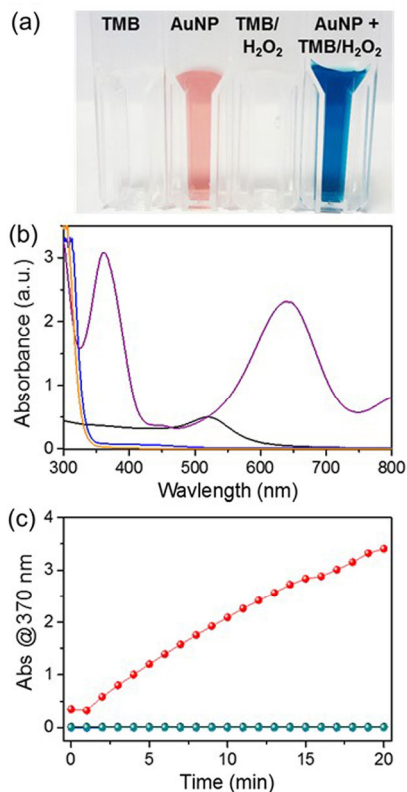 (a)
TMB AuNP TMB/ AuNP +
H₂O₂ TMB/H₂O₂
(b)
3
2
1
0
Absorbance (a.u.)
300 400 500 600 700 800
Wavelength (nm)
(c)
4
3
2
1
0
Abs @370 nm
0 5 10 15 20
Time (min)